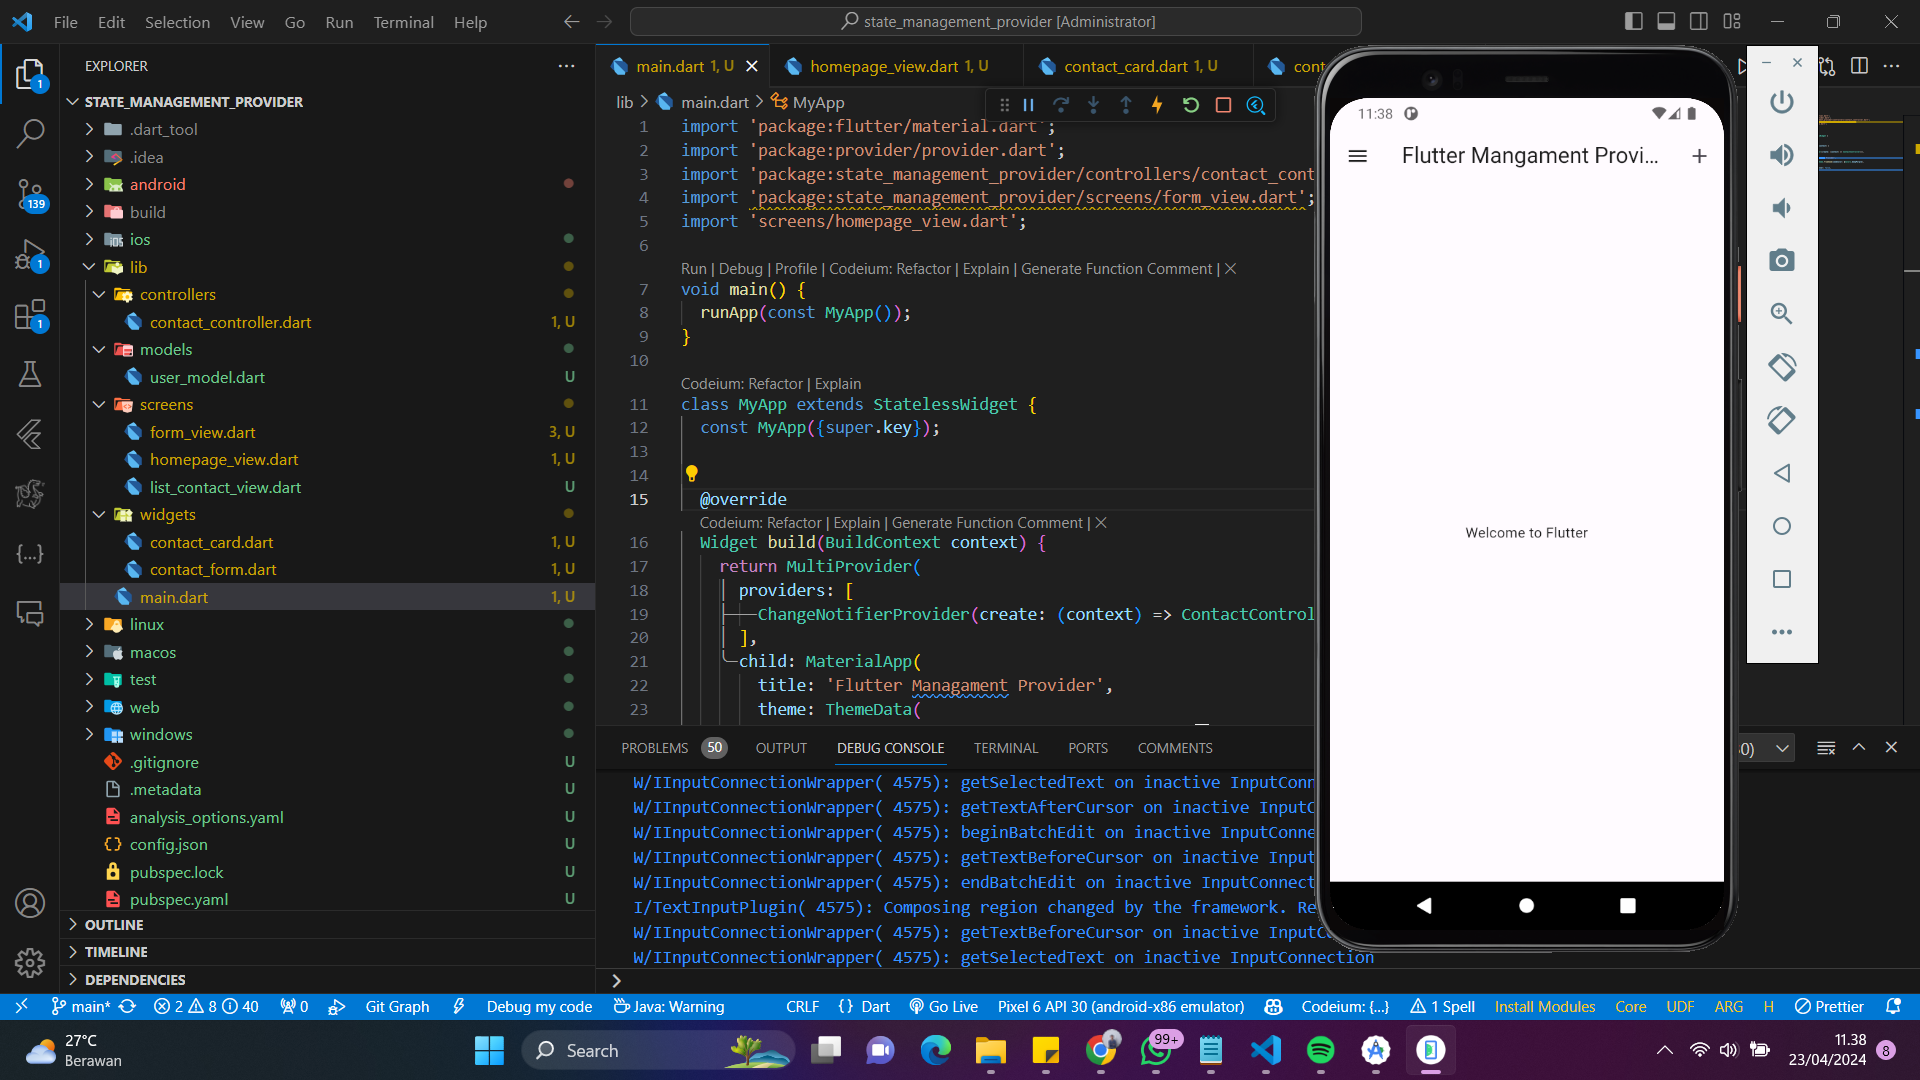 File Edit Selection View Go Run Terminal Help
state_management_provider [Administrator]
EXPLORER
STATE_MANAGEMENT_PROVIDER
.dart_tool
.idea
android
build
ios
lib
controllers
contact_controller.dart 1, U
models
user_model.dart U
screens
form_view.dart 3, U
homepage_view.dart 1, U
list_contact_view.dart U
widgets
contact_card.dart 1, U
contact_form.dart 1, U
main.dart 1, U
linux
macos
test
web
windows
.gitignore U
.metadata U
analysis_options.yaml U
config.json U
pubspec.lock U
pubspec.yaml U
OUTLINE
TIMELINE
DEPENDENCIES
1
139
1
1
main.dart 1, U homepage_view.dart 1, U contact_card.dart 1, U cont
lib > main.dart > MyApp
1 import 'package:flutter/material.dart';
2 import 'package:provider/provider.dart';
3 import 'package:state_management_provider/controllers/contact_cont
4 import 'package:state_management_provider/screens/form_view.dart';
5 import 'screens/homepage_view.dart';
6
Run | Debug | Profile | Codeium: Refactor | Explain | Generate Function Comment | ×
7 void main() {
8 runApp(const MyApp());
9 }
10
Codeium: Refactor | Explain
11 class MyApp extends StatelessWidget {
12 const MyApp({super.key});
13
14
15 @override
Codeium: Refactor | Explain | Generate Function Comment | ×
16 Widget build(BuildContext context) {
17 return MultiProvider(
18 providers: [
19 ChangeNotifierProvider(create: (context) => ContactControl
20 ],
21 child: MaterialApp(
22 title: 'Flutter Managament Provider',
23 theme: ThemeData(
PROBLEMS 50 OUTPUT DEBUG CONSOLE TERMINAL PORTS COMMENTS
W/IInputConnectionWrapper( 4575): getSelectedText on inactive InputConn
W/IInputConnectionWrapper( 4575): getTextAfterCursor on inactive InputC
W/IInputConnectionWrapper( 4575): beginBatchEdit on inactive InputConne
W/IInputConnectionWrapper( 4575): getTextBeforeCursor on inactive Input
W/IInputConnectionWrapper( 4575): endBatchEdit on inactive InputConnect
I/TextInputPlugin( 4575): Composing region changed by the framework. Re
W/IInputConnectionWrapper( 4575): getTextBeforeCursor on inactive InputCo
W/IInputConnectionWrapper( 4575): getSelectedText on inactive InputConnection
11:38
Flutter Mangament Provi...
Welcome to Flutter
main* 2 8 40 0 Git Graph Debug my code Java: Warning CRLF {} Dart Go Live Pixel 6 API 30 (android-x86 emulator) Codeium: {...} 1 Spell Install Modules Core UDF ARG H Prettier
27°C
Berawan
Search
99+
11.38
23/04/2024
8